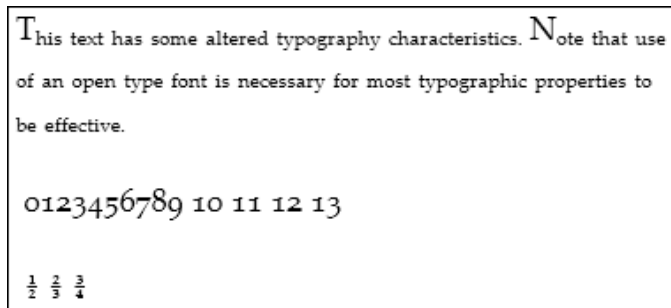 This text has some altered typography characteristics. Note that use
of an open type font is necessary for most typographic properties to
be effective.
0123456789 10 11 12 13
½ ⅔ ¾